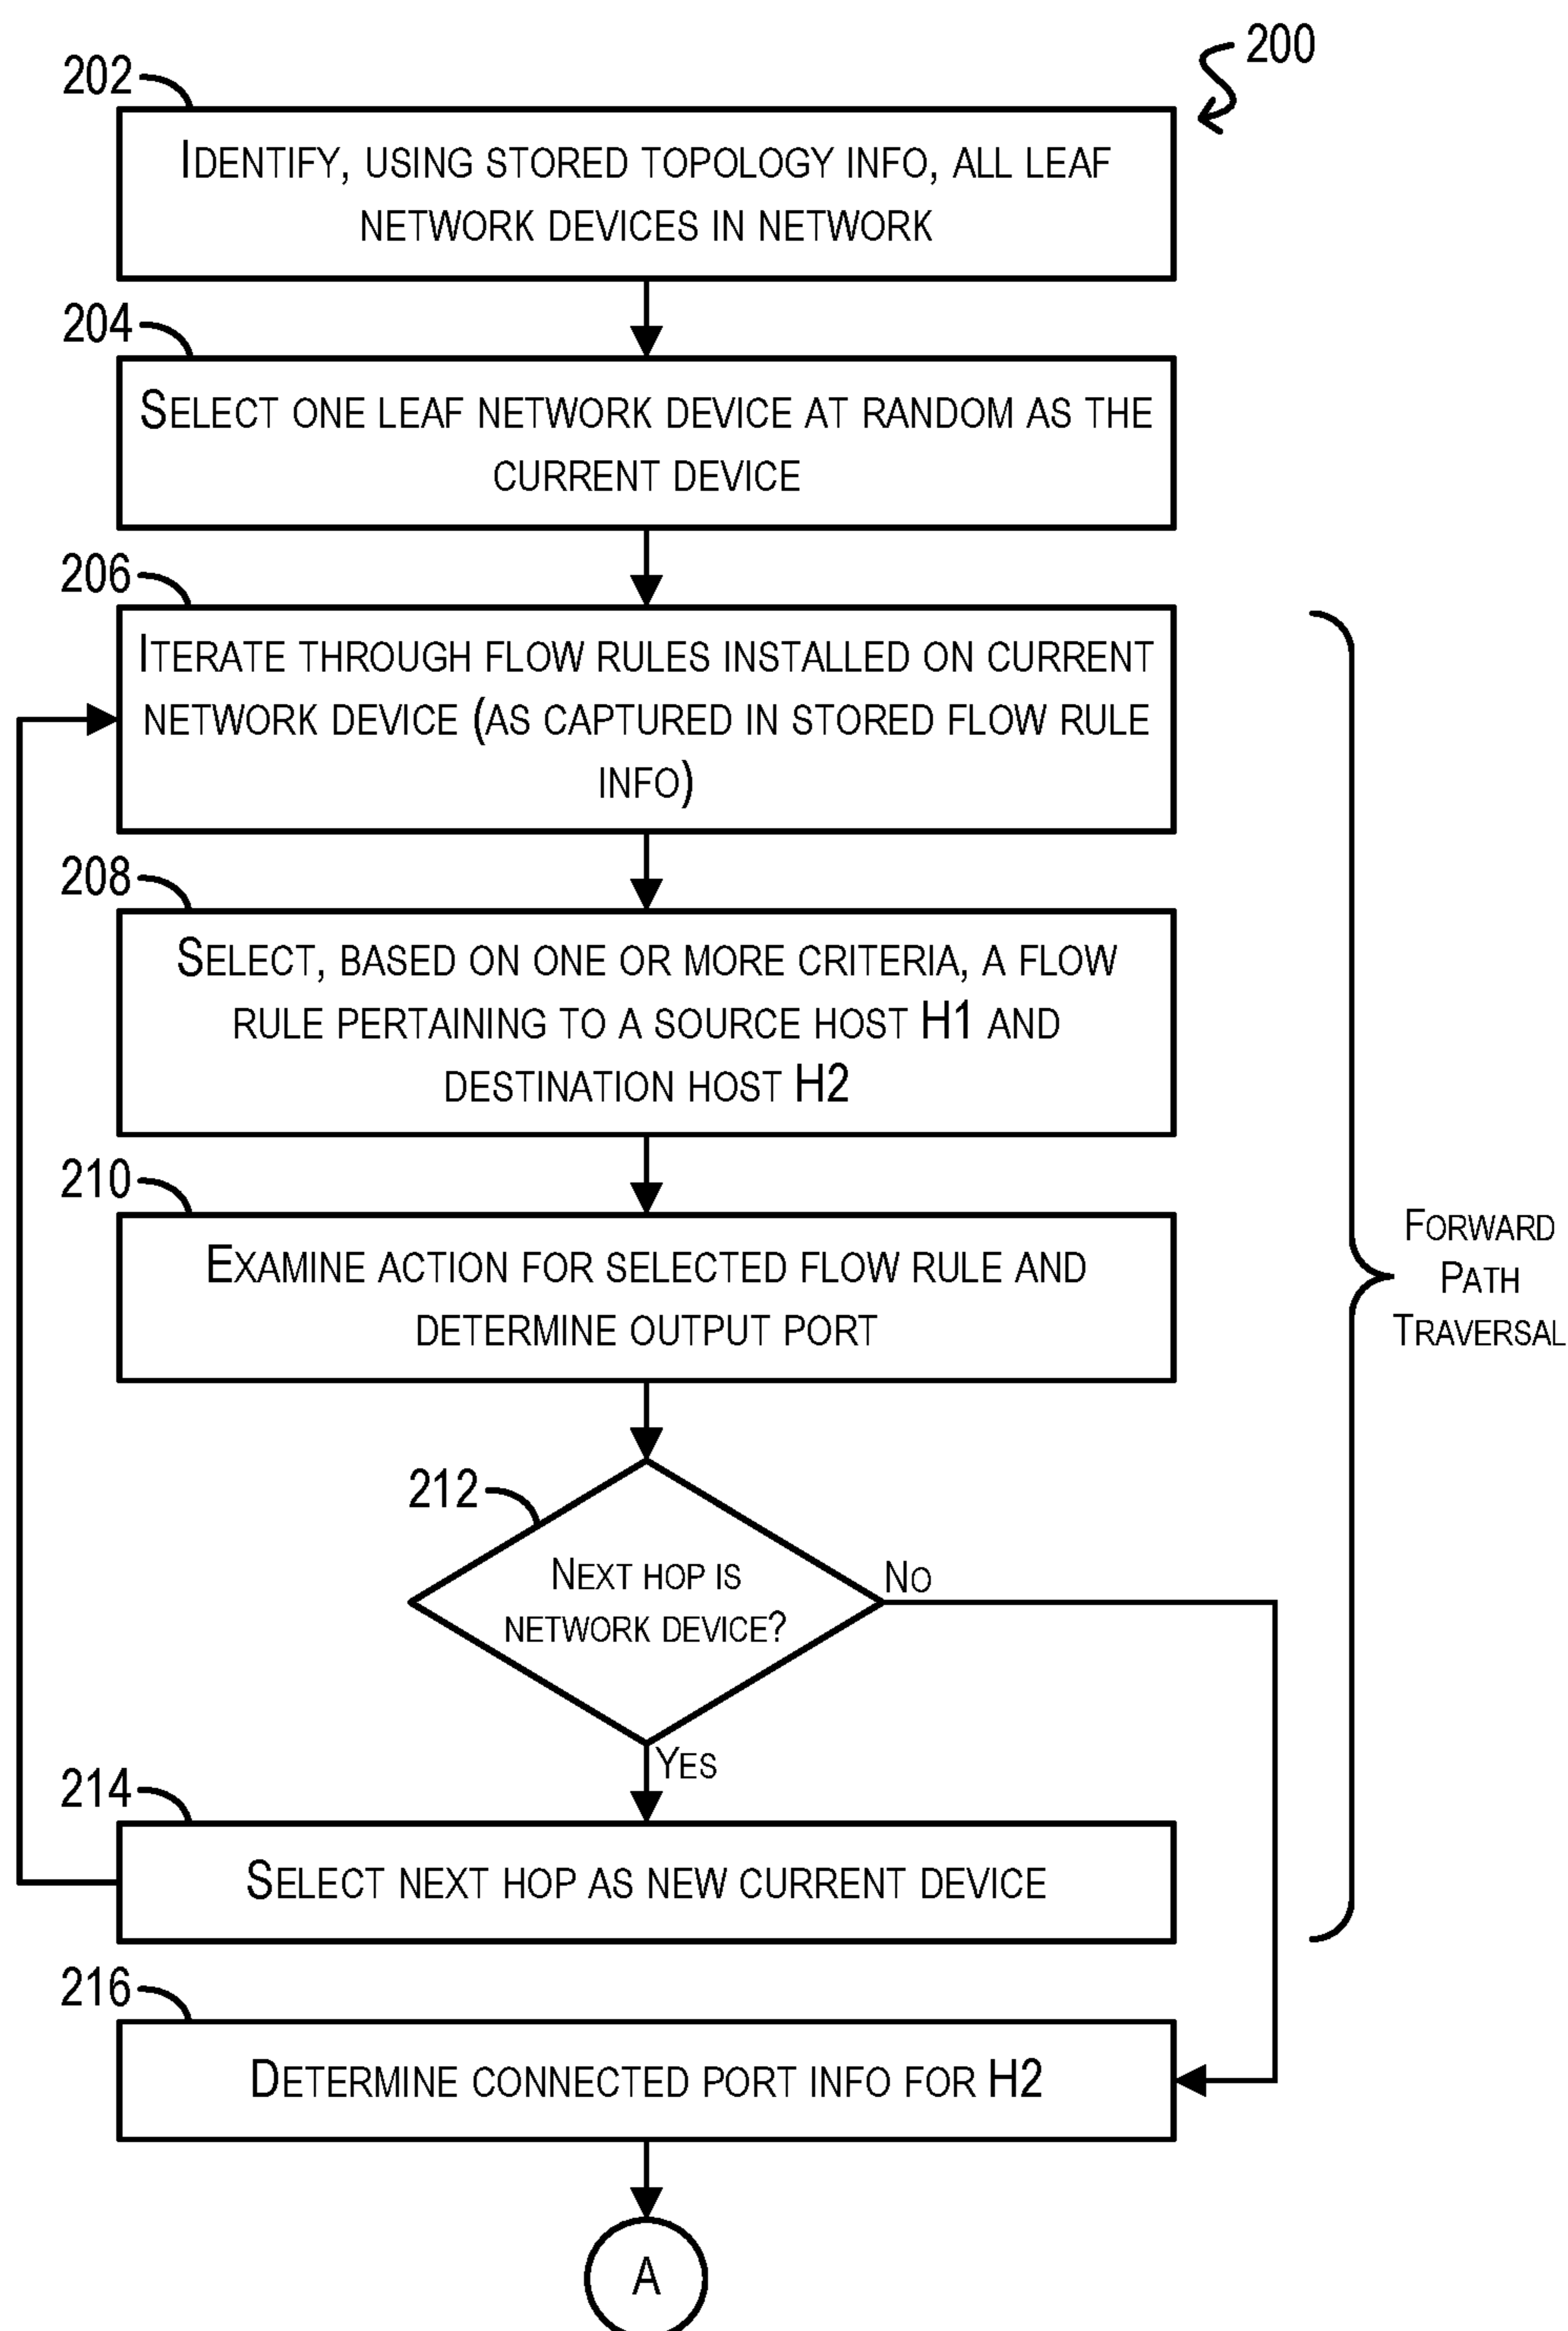 200
202
Identify, using stored topology info, all leaf
network devices in network
204
Select one leaf network device at random as the
current device
206
Iterate through flow rules installed on current
network device (as captured in stored flow rule
info)
208
Select, based on one or more criteria, a flow
rule pertaining to a source host H1 and
destination host H2
210
Examine action for selected flow rule and
determine output port
Forward
Path
Traversal
212
Next hop is
network device?
No
Yes
214
Select next hop as new current device
216
Determine connected port info for H2
A